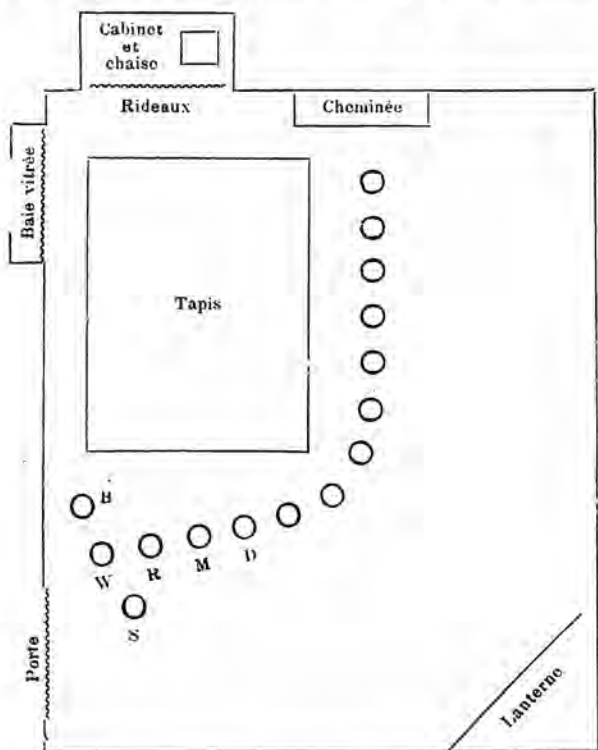 Cabinet
et
chaise
Rideaux
Cheminée
Baie vitrée
Tapis
B
W
R
M
D
S
Porte
Lanterne